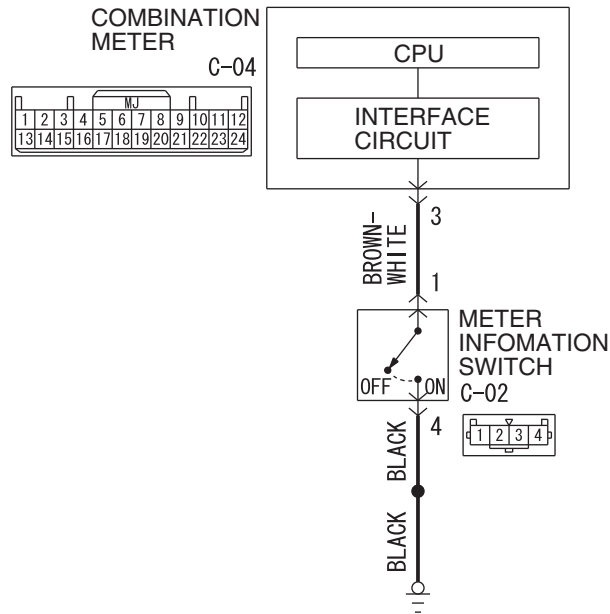 COMBINATION
METER
C-04
MJ
1 2 3 4 5 6 7 8 9 10 11 12
13 14 15 16 17 18 19 20 21 22 23 24
CPU
INTERFACE
CIRCUIT
3
BROWN-
WHITE
1
METER
INFOMATION
SWITCH
OFF
ON
C-02
4
1 2 3 4
BLACK
BLACK